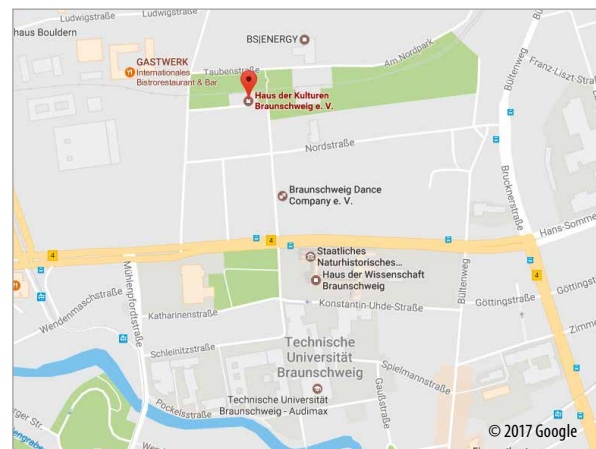 Ludwigstraße
Ludwigstraße
haus Bouldern
BS|ENERGY
GASTWERK
Internationales
Bistrorestaurant & Bar
Taubenstraße
Am Nordpark
Bültenweg
Franz-Liszt-Straße
Haus der Kulturen
Braunschweig e. V.
Nordstraße
Brucknerstraße
Braunschweig Dance
Company e. V.
Hans-Somme
4
4
4
Staatliches
Naturhistorisches...
Haus der Wissenschaft
Braunschweig
Mühlenpfordtstraße
Bültenweg
Wendenmaschstraße
Katharinenstraße
Konstantin-Uhde-Straße
Göttingstraße
Göttingstraße
Zimme
Schleinitzstraße
Technische
Universität
Braunschweig
Spielmannstraße
Gaußstraße
Technische Universität
Braunschweig - Audimax
Pockelsstraße
erger Str.
© 2017 Google